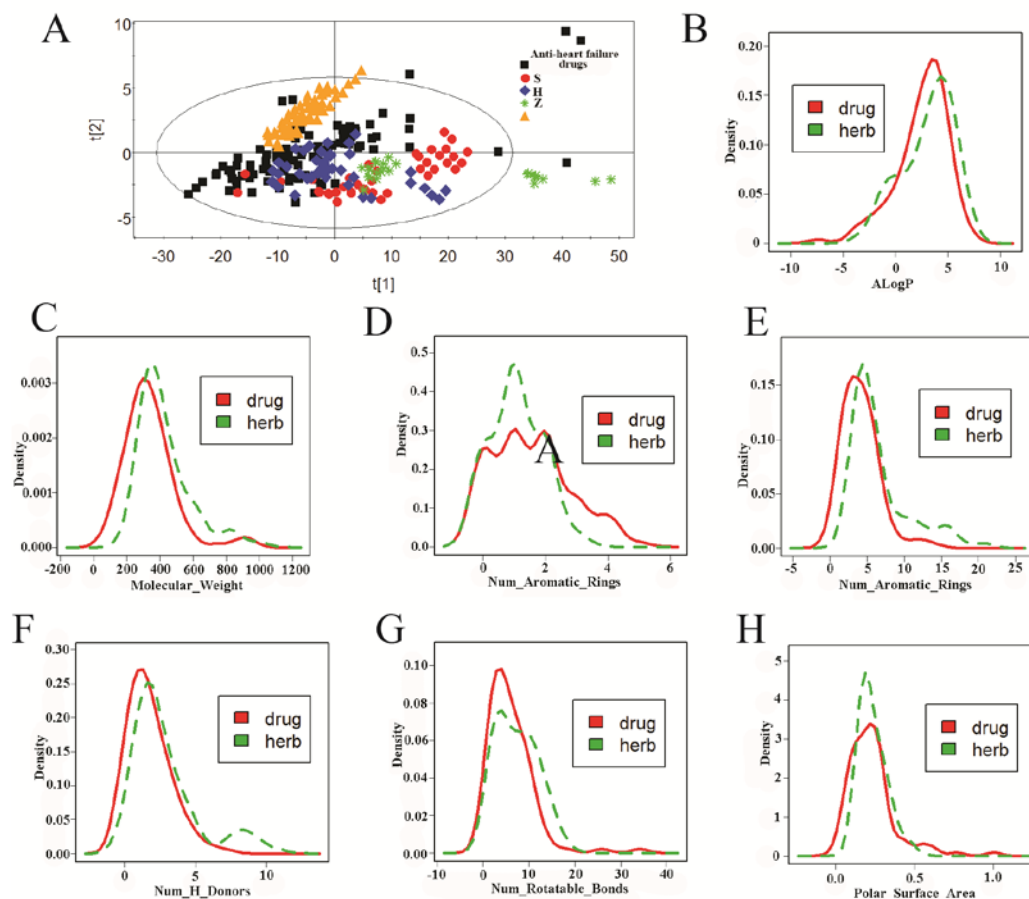 A
10
5
0
-5
t[2]
-30
-20
-10
0
10
20
30
40
50
t[1]
Anti-heart failure
drugs
S
H
Z
B
0.20
0.15
0.10
0.05
0
Density
-10
-5
0
5
10
ALogP
drug
herb
C
0.003
0.002
0.001
0.000
Density
-200
0
200
400
600
800
1000
1200
Molecular_Weight
drug
herb
D
0.5
0.4
0.3
0.2
0.1
0.0
Density
0
2
4
6
Num_Aromatic_Rings
A
drug
herb
E
0.15
0.10
0.05
0.00
Density
-5
0
5
10
15
20
25
Num_Aromatic_Rings
drug
herb
F
0.30
0.25
0.20
0.15
0.10
0.05
0.00
Density
0
5
10
Num_H_Donors
drug
herb
G
0.10
0.08
0.06
0.04
0.02
0.00
Density
-10
0
10
20
30
40
Num_Rotatable_Bonds
drug
herb
H
5
4
3
2
1
0
Density
0.0
0.5
1.0
Polar_Surface_Area
drug
herb